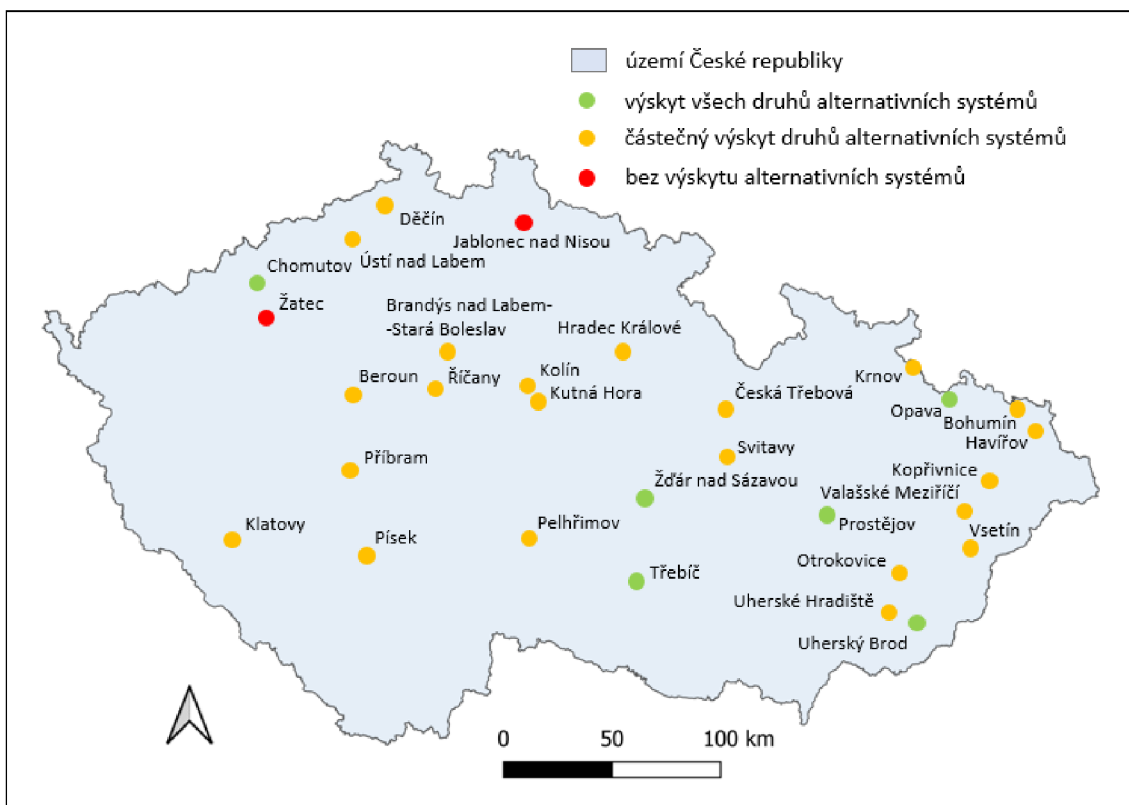 území České republiky
výskyt všech druhů alternativních systémů
částečný výskyt druhů alternativních systémů
bez výskytu alternativních systémů
Děčín
Jablonec nad Nisou
Ústí nad Labem
Chomutov
Žatec
Brandýs nad Labem-
-Stará Boleslav
Hradec Králové
Beroun
Říčany
Kolín
Kutná Hora
Česká Třebová
Krnov
Opava
Bohumín
Havířov
Svitavy
Příbram
Žďár nad Sázavou
Kopřivnice
Valašské Meziříčí
Prostějov
Vsetín
Klatovy
Písek
Pelhřimov
Třebíč
Otrokovice
Uherské Hradiště
Uherský Brod
0 50 100 km